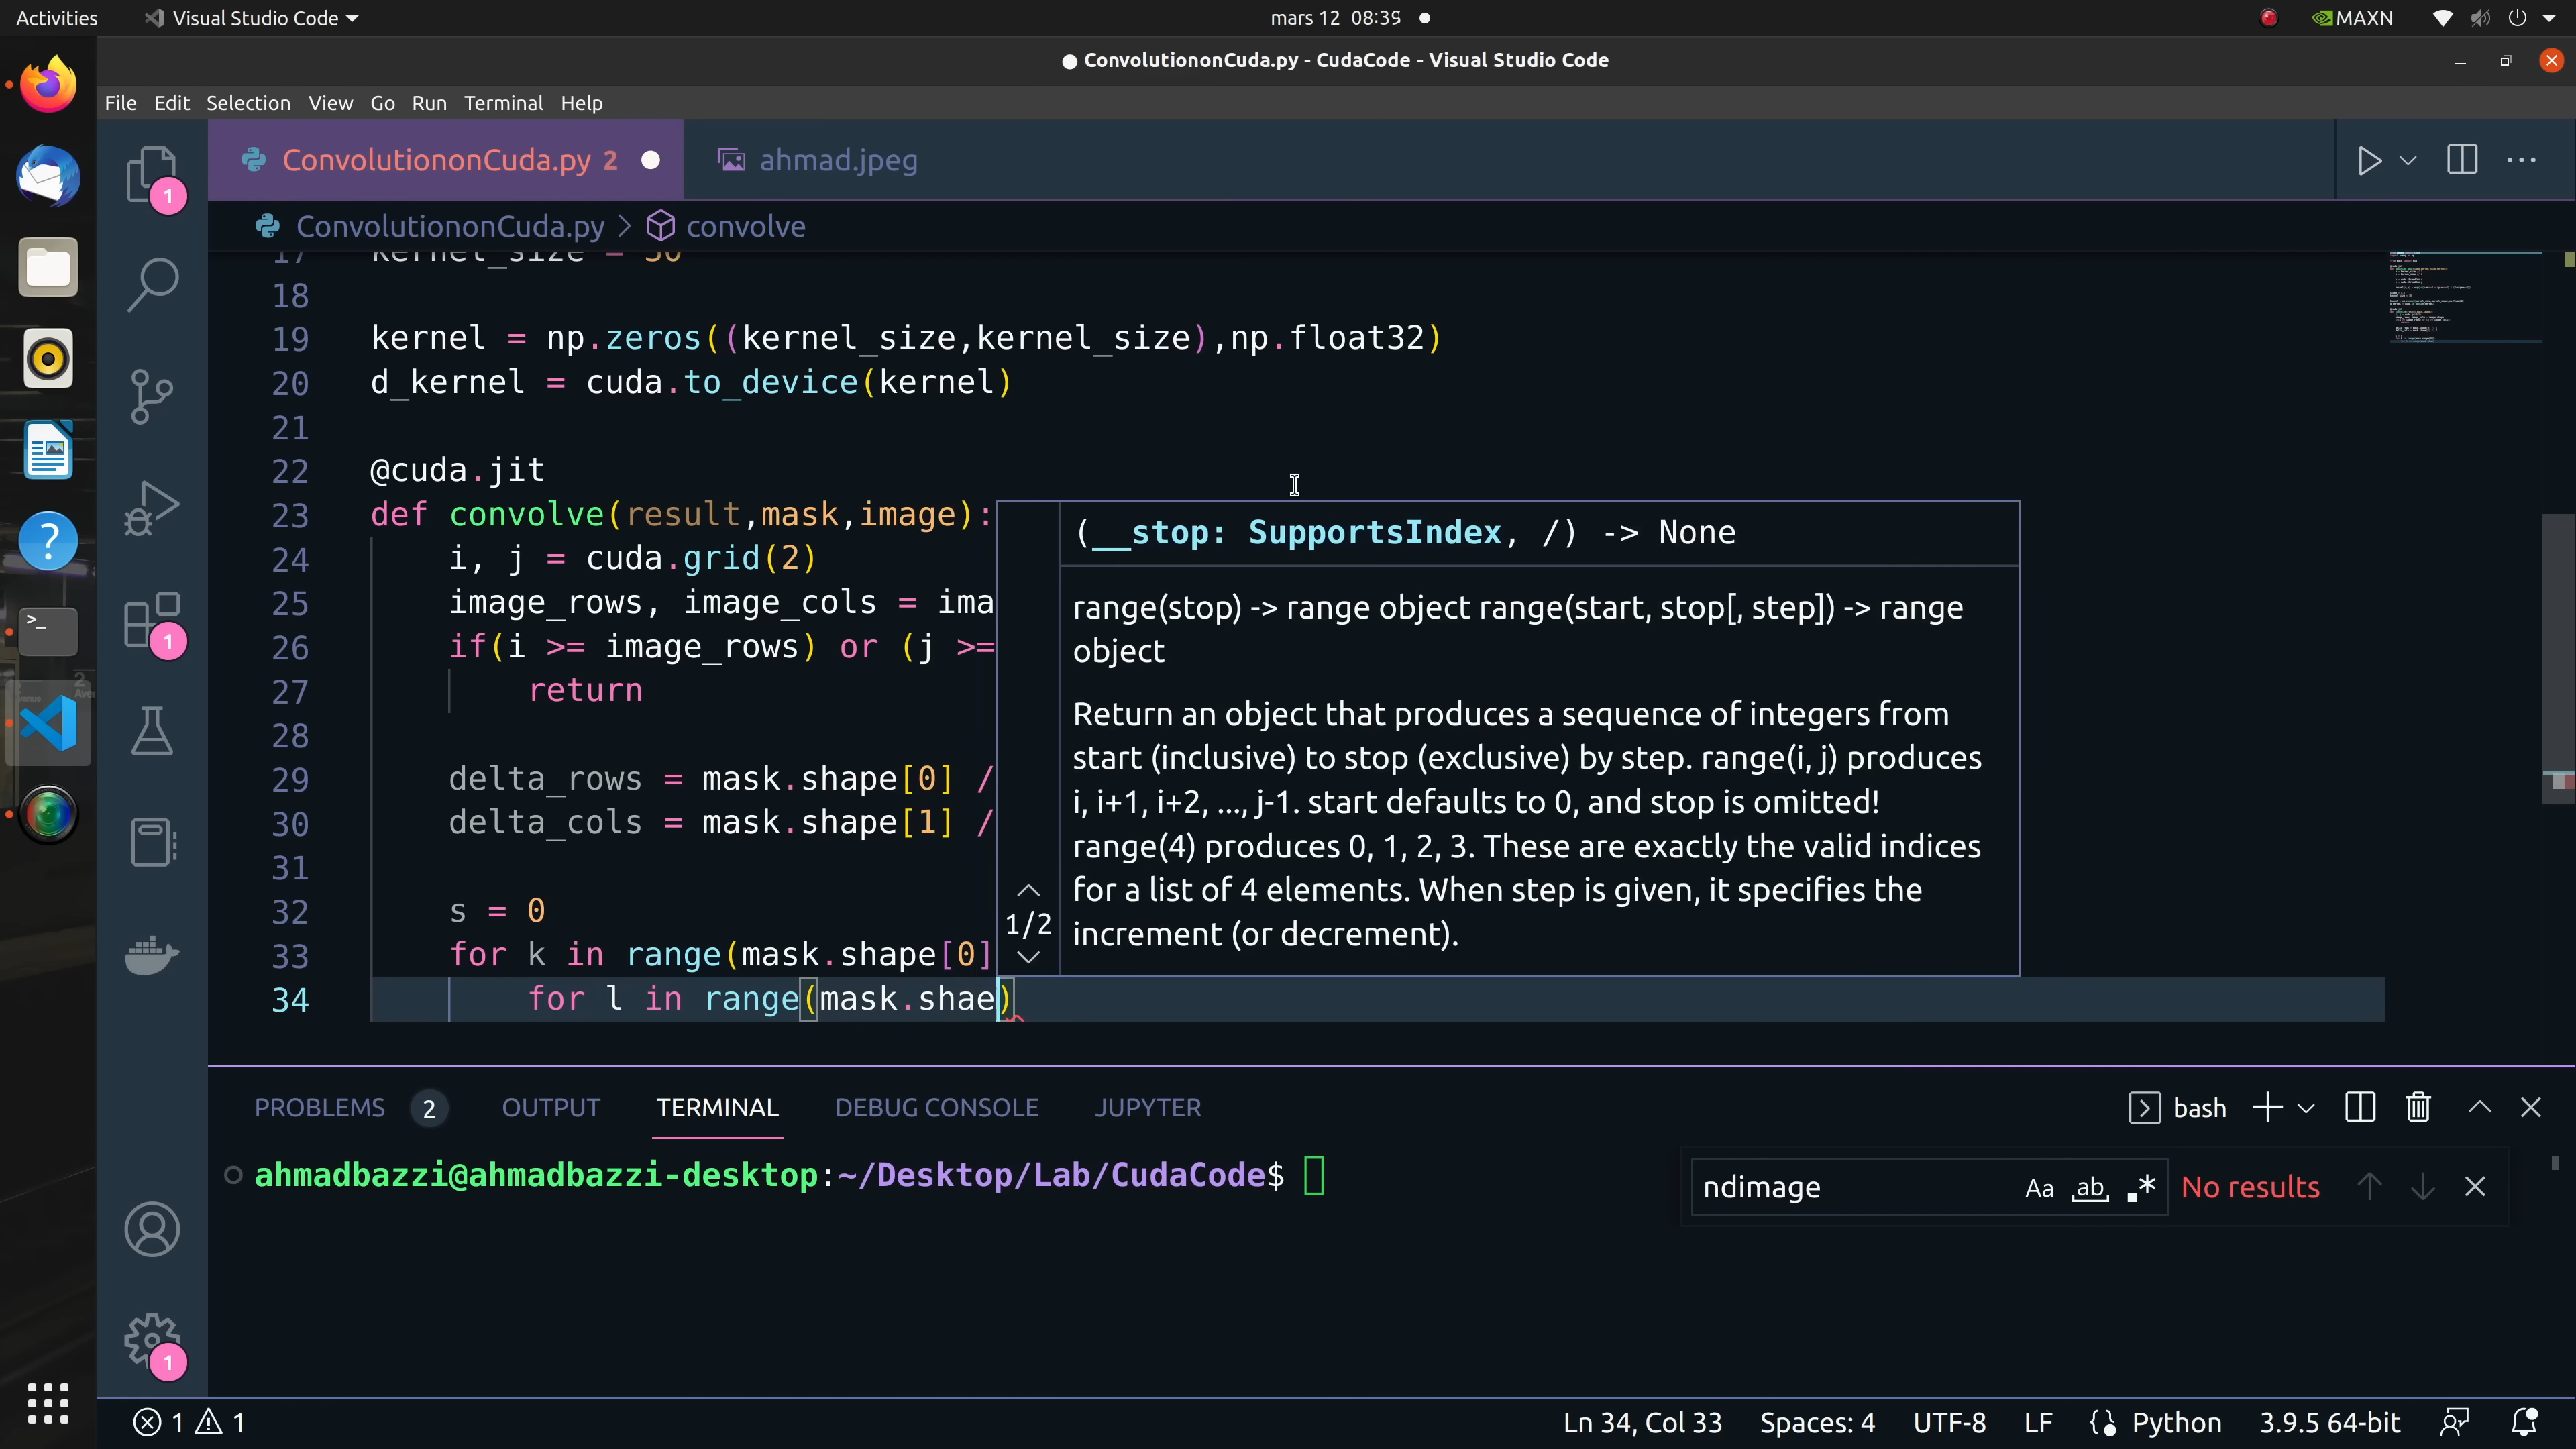 Activities
Visual Studio Code
mars 12 08:35
MAXN
ConvolutiononCuda.py - CudaCode - Visual Studio Code
File Edit Selection View Go Run Terminal Help
ConvolutiononCuda.py 2
ahmad.jpeg
ConvolutiononCuda.py > convolve
17 kernel_size = 30
18
19 kernel = np.zeros((kernel_size,kernel_size),np.float32)
20 d_kernel = cuda.to_device(kernel)
21
22 @cuda.jit
23 def convolve(result,mask,image):
24 i, j = cuda.grid(2)
25 image_rows, image_cols = ima
26 if(i >= image_rows) or (j >=
27 return
28
29 delta_rows = mask.shape[0] /
30 delta_cols = mask.shape[1] /
31
32 s = 0
33 for k in range(mask.shape[0]
34 for l in range(mask.shae)
(__stop: SupportsIndex, /) -> None
range(stop) -> range object range(start, stop[, step]) -> range
object
Return an object that produces a sequence of integers from
start (inclusive) to stop (exclusive) by step. range(i, j) produces
i, i+1, i+2, ..., j-1. start defaults to 0, and stop is omitted!
range(4) produces 0, 1, 2, 3. These are exactly the valid indices
for a list of 4 elements. When step is given, it specifies the
increment (or decrement).
1/2
1
1
1
PROBLEMS 2 OUTPUT TERMINAL DEBUG CONSOLE JUPYTER
bash
ahmadbazzi@ahmadbazzi-desktop:~/Desktop/Lab/CudaCode$
ndimage Aa ab .* No results
1 1
Ln 34, Col 33 Spaces: 4 UTF-8 LF Python 3.9.5 64-bit